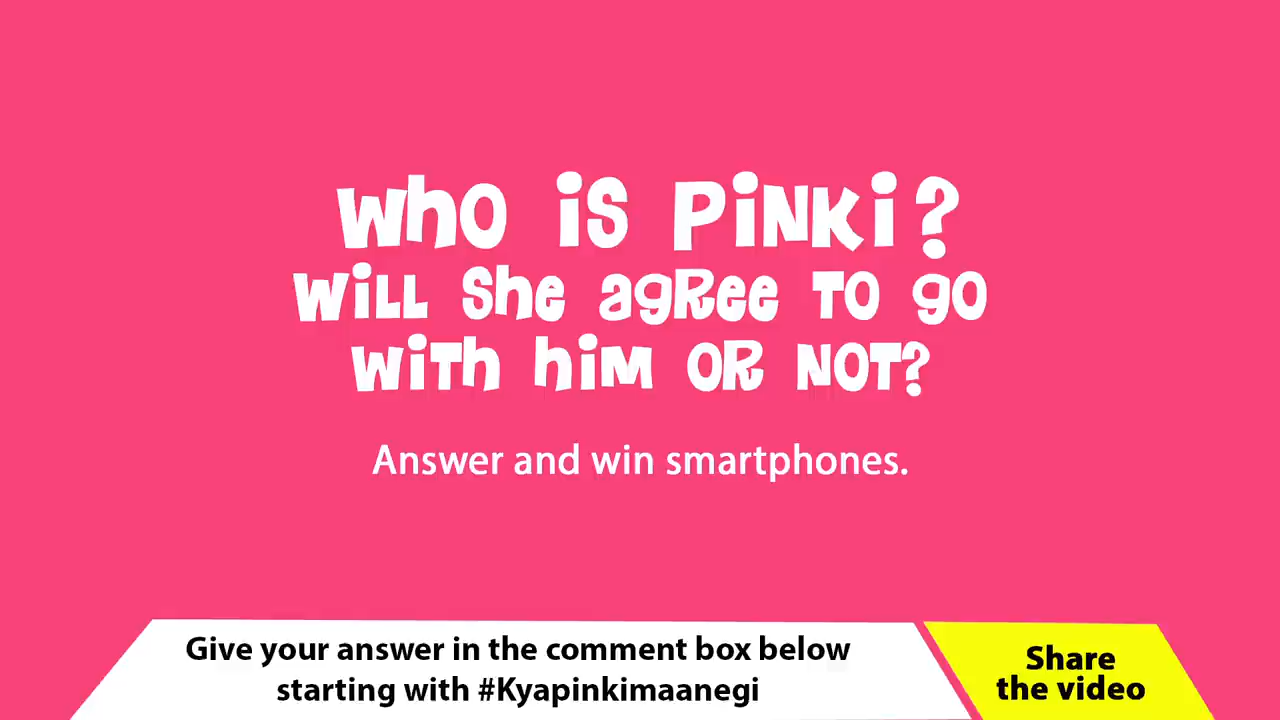 Who is Pinki?
Will she agree to go
with him or not?
Answer and win smartphones.
Give your answer in the comment box below
starting with #Kyapinkimaanegi
Share
the video